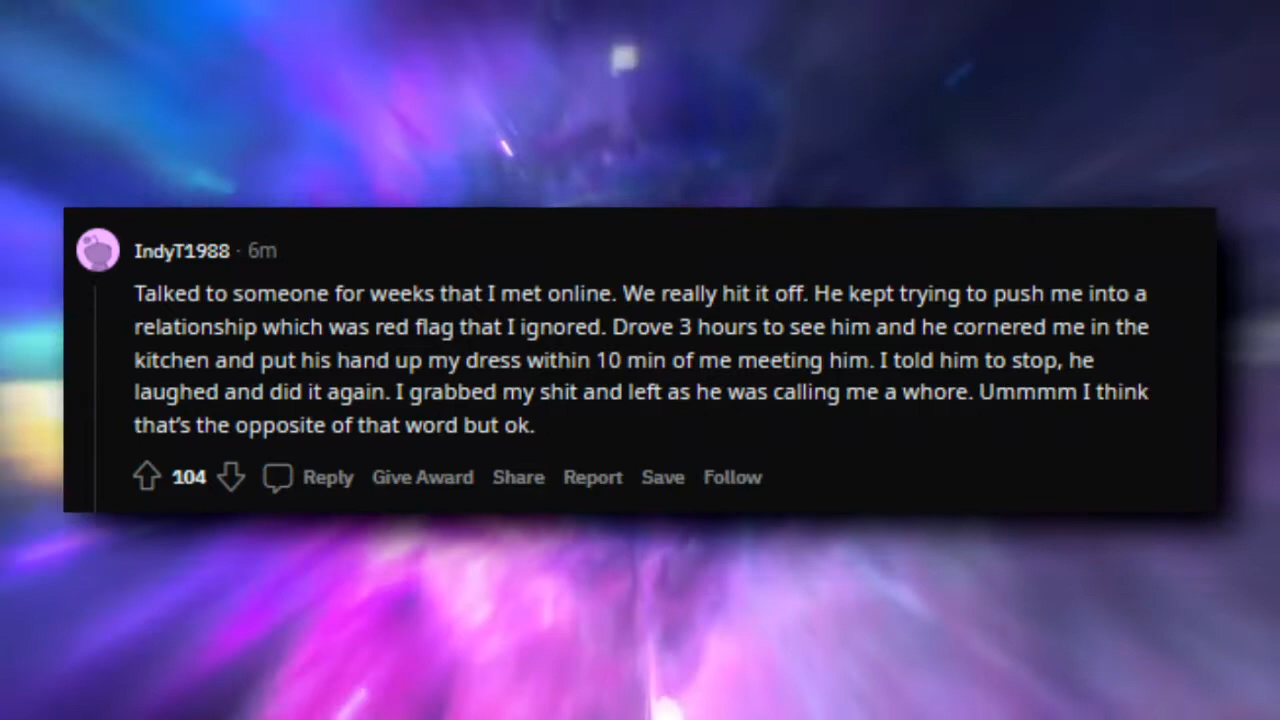 IndyT1988 · 6m
Talked to someone for weeks that I met online. We really hit it off. He kept trying to push me into a
relationship which was red flag that I ignored. Drove 3 hours to see him and he cornered me in the
kitchen and put his hand up my dress within 10 min of me meeting him. I told him to stop, he
laughed and did it again. I grabbed my shit and left as he was calling me a whore. Ummmm I think
that's the opposite of that word but ok.
104 Reply Give Award Share Report Save Follow